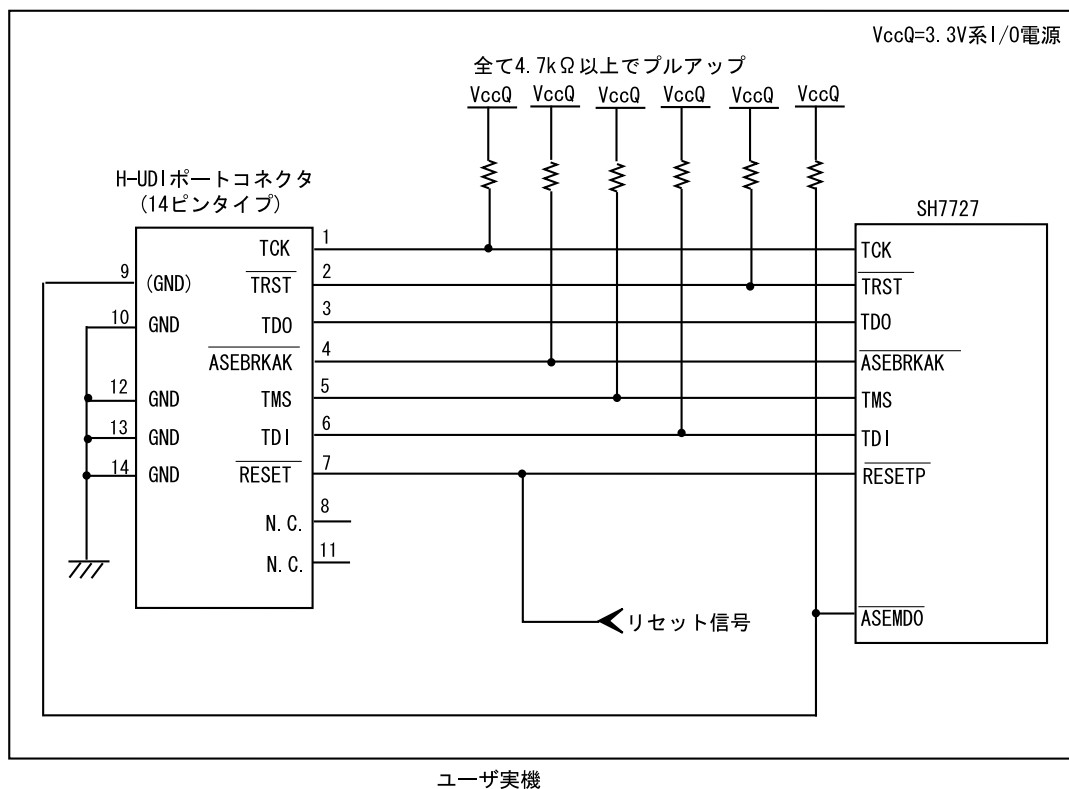 VccQ=3.3V系I/O電源
全て4.7kΩ以上でプルアップ
VccQ VccQ VccQ VccQ VccQ VccQ
H-UDIポートコネクタ
(14ピンタイプ)
SH7727
TCK 1 TCK
9 (GND) TRST 2 TRST
10 GND TDO 3 TDO
ASEBRKAK 4 ASEBRKAK
12 GND TMS 5 TMS
13 GND TDI 6 TDI
14 GND RESET 7 RESETP
N.C. 8
N.C. 11
リセット信号
ASEMD0
ユーザ実機